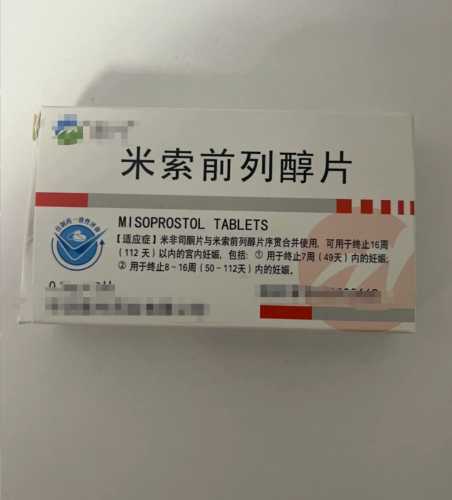 米索前列醇片
MISOPROSTOL TABLETS
【适应症】米非司酮片与米索前列醇片序贯合并使用，可用于终止16周
（112 天）以内的宫内妊娠，包括：① 用于终止7周（49天）内的妊娠；
② 用于终止8-16周（50-112天）内的妊娠。